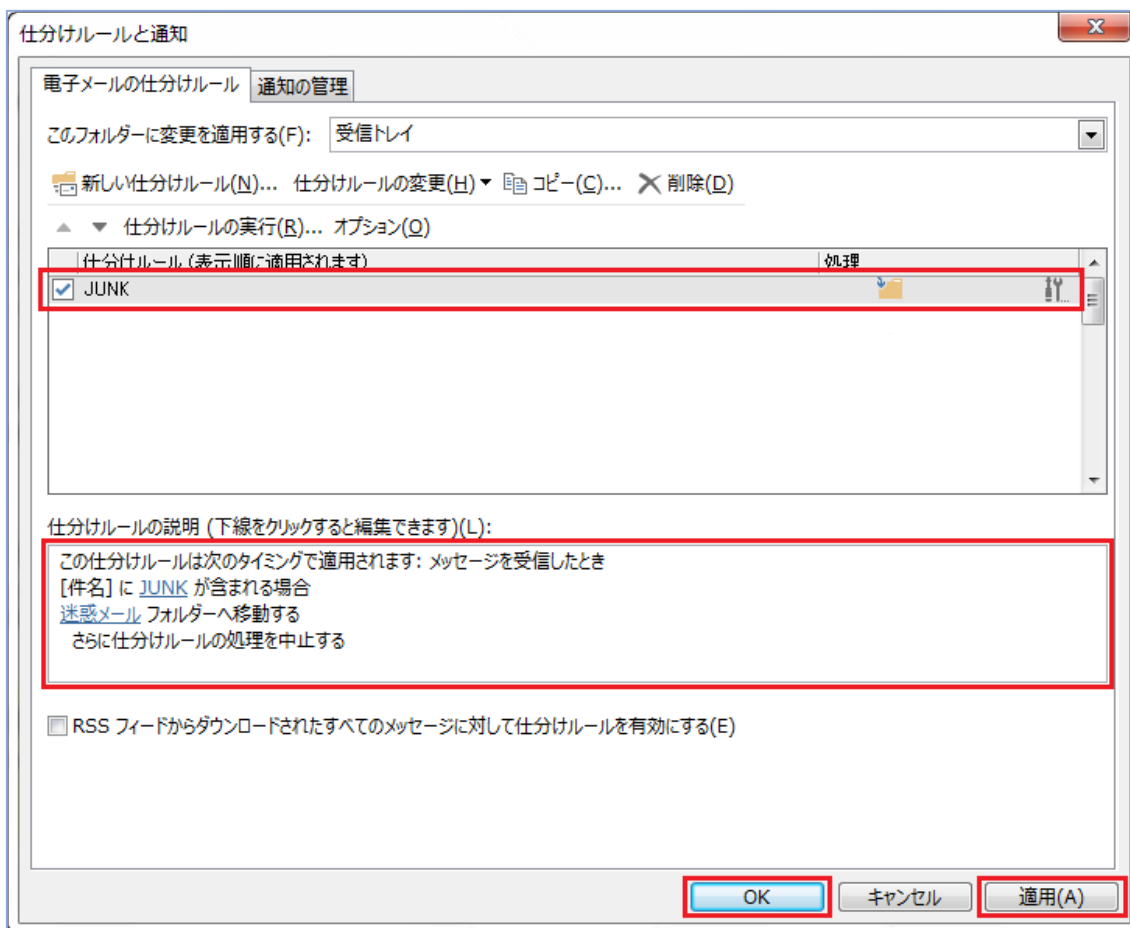 仕分けルールと通知
電子メールの仕分けルール 通知の管理
このフォルダーに変更を適用する(F): 受信トレイ
新しい仕分けルール(N)... 仕分けルールの変更(H) コピー(C)... 削除(D)
仕分けルールの実行(R)... オプション(O)
仕分けルール (表示順に適用されます) 処理
JUNK
仕分けルールの説明 (下線をクリックすると編集できます)(L):
この仕分けルールは次のタイミングで適用されます: メッセージを受信したとき
[件名] に JUNK が含まれる場合
迷惑メール フォルダーへ移動する
さらに仕分けルールの処理を中止する
RSS フィードからダウンロードされたすべてのメッセージに対して仕分けルールを有効にする(E)
OK キャンセル 適用(A)